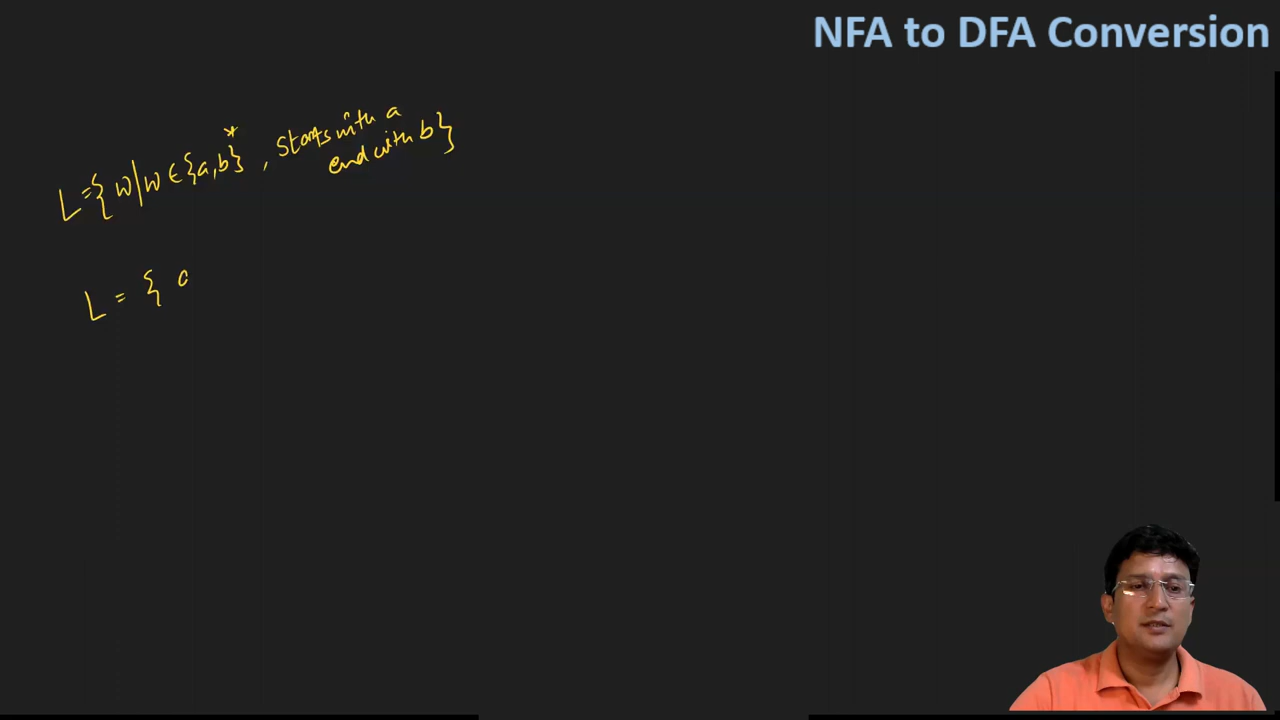 NFA to DFA Conversion
L={ w|w ∈ {a,b}*, Starts with a
end with b}
L = {